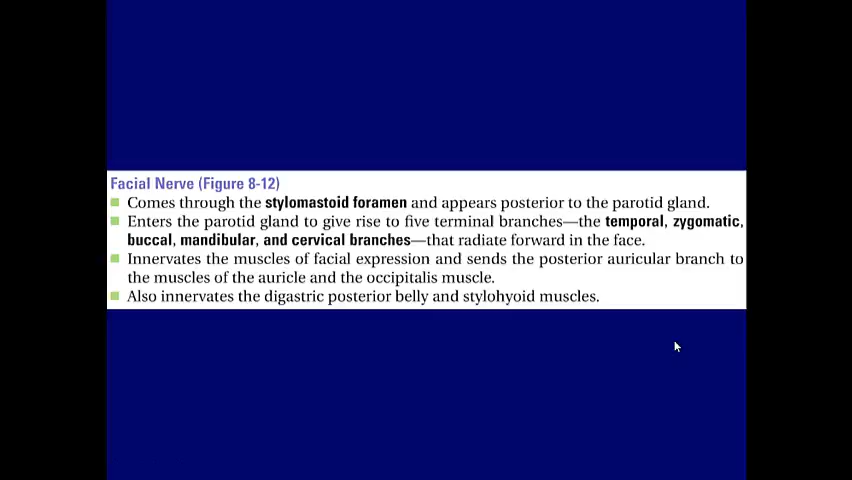 Facial Nerve (Figure 8-12)
Comes through the stylomastoid foramen and appears posterior to the parotid gland.
Enters the parotid gland to give rise to five terminal branches—the temporal, zygomatic,
buccal, mandibular, and cervical branches—that radiate forward in the face.
Innervates the muscles of facial expression and sends the posterior auricular branch to
the muscles of the auricle and the occipitalis muscle.
Also innervates the digastric posterior belly and stylohyoid muscles.